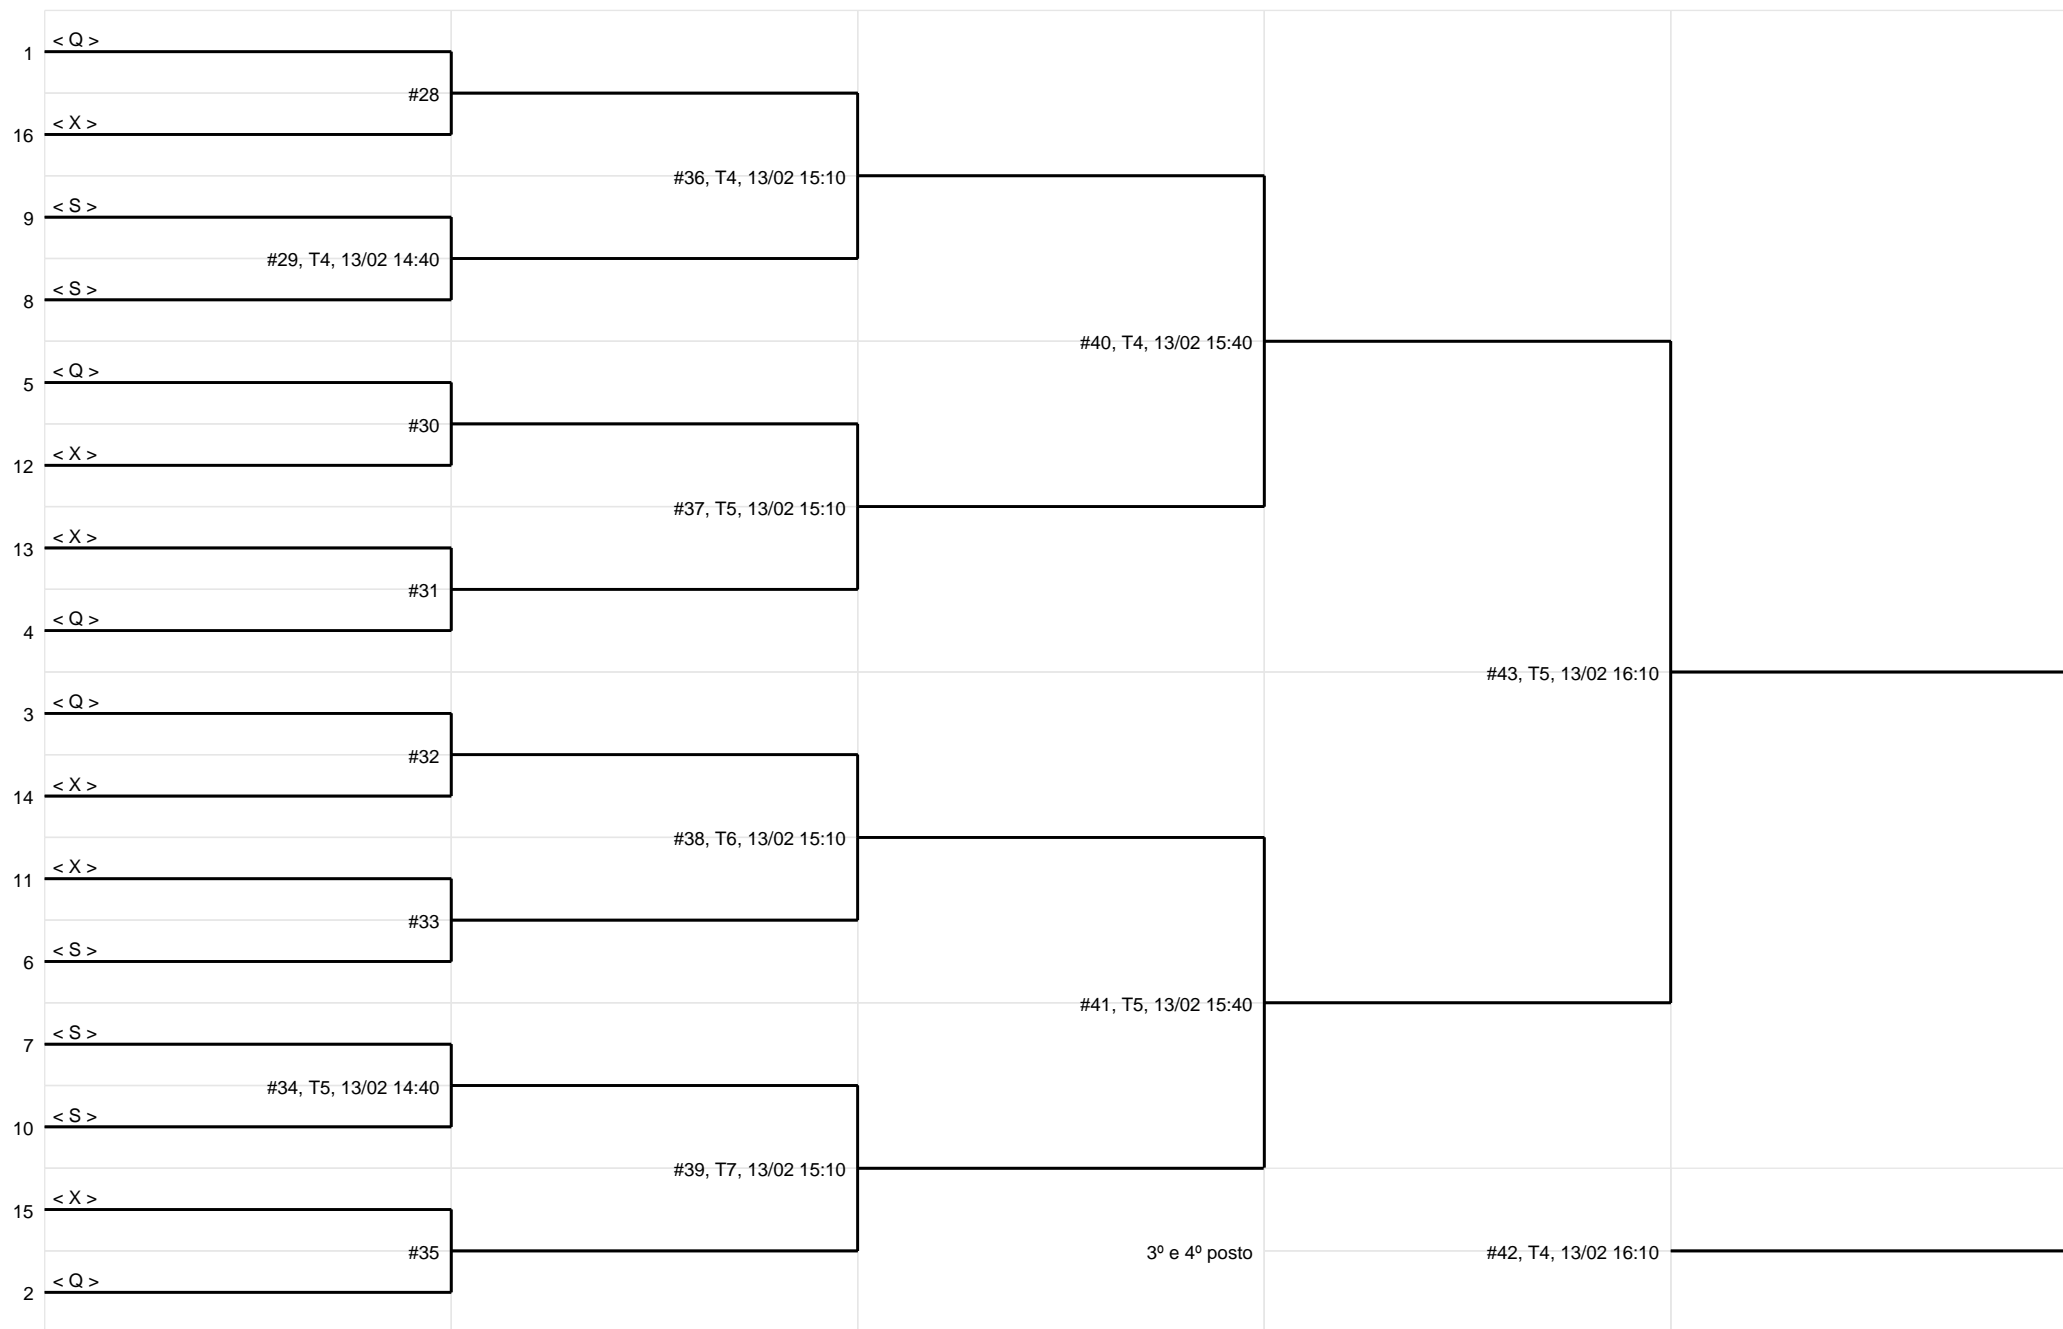 < Q >
1
#28
< X >
16
#36, T4, 13/02 15:10
< S >
9
#29, T4, 13/02 14:40
< S >
8
#40, T4, 13/02 15:40
< Q >
5
#30
< X >
12
#37, T5, 13/02 15:10
< X >
13
#31
< Q >
4
#43, T5, 13/02 16:10
< Q >
3
#32
< X >
14
#38, T6, 13/02 15:10
< X >
11
#33
< S >
6
#41, T5, 13/02 15:40
< S >
7
#34, T5, 13/02 14:40
< S >
10
#39, T7, 13/02 15:10
< X >
15
#35
3º e 4º posto
#42, T4, 13/02 16:10
< Q >
2